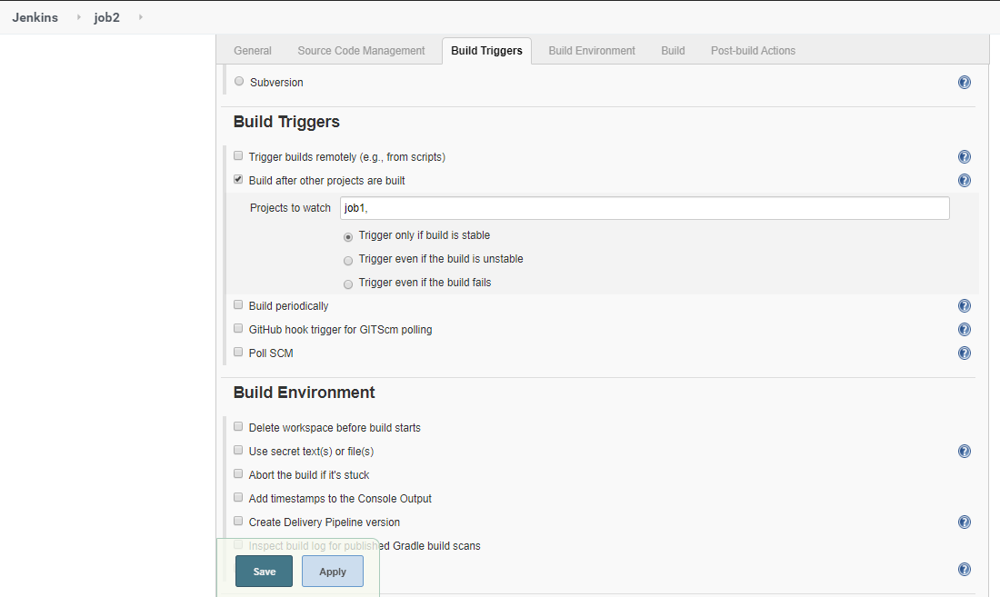 Jenkins job2
General Source Code Management Build Triggers Build Environment Build Post-build Actions
Subversion
Build Triggers
Trigger builds remotely (e.g., from scripts)
Build after other projects are built
Projects to watch job1,
Trigger only if build is stable
Trigger even if the build is unstable
Trigger even if the build fails
Build periodically
GitHub hook trigger for GITScm polling
Poll SCM
Build Environment
Delete workspace before build starts
Use secret text(s) or file(s)
Abort the build if it's stuck
Add timestamps to the Console Output
Create Delivery Pipeline version
Inspect build log for published Gradle build scans
Save Apply